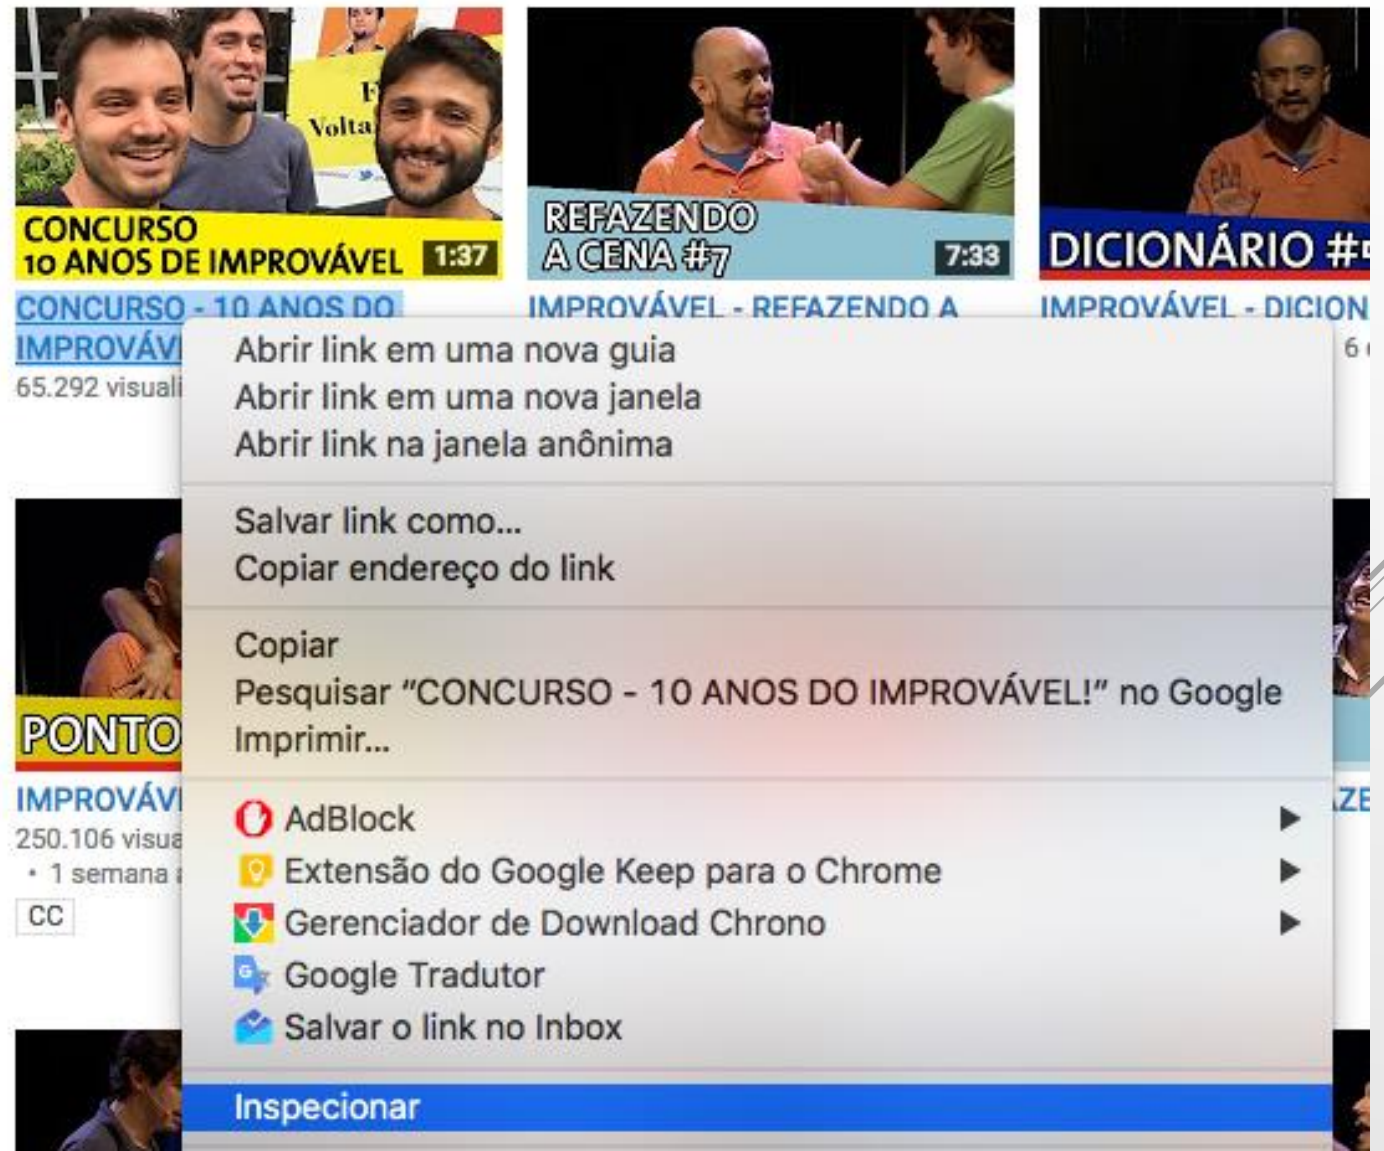 F
Volta
CONCURSO
10 ANOS DE IMPROVÁVEL
1:37
REFAZENDO
A CENA #7
7:33
DICIONÁRIO
CONCURSO - 10 ANOS DO
IMPROVÁV
65.292 visuali
IMPROVÁVEL - REFAZENDO A
IMPROVÁVEL - DICION
6
Abrir link em uma nova guia
Abrir link em uma nova janela
Abrir link na janela anônima
Salvar link como...
Copiar endereço do link
Copiar
Pesquisar “CONCURSO - 10 ANOS DO IMPROVÁVEL!” no Google
Imprimir...
PONTO
IMPROVÁV
250.106 visua
• 1 semana
CC
AZE
AdBlock
Extensão do Google Keep para o Chrome
Gerenciador de Download Chrono
Google Tradutor
Salvar o link no Inbox
Inspecionar